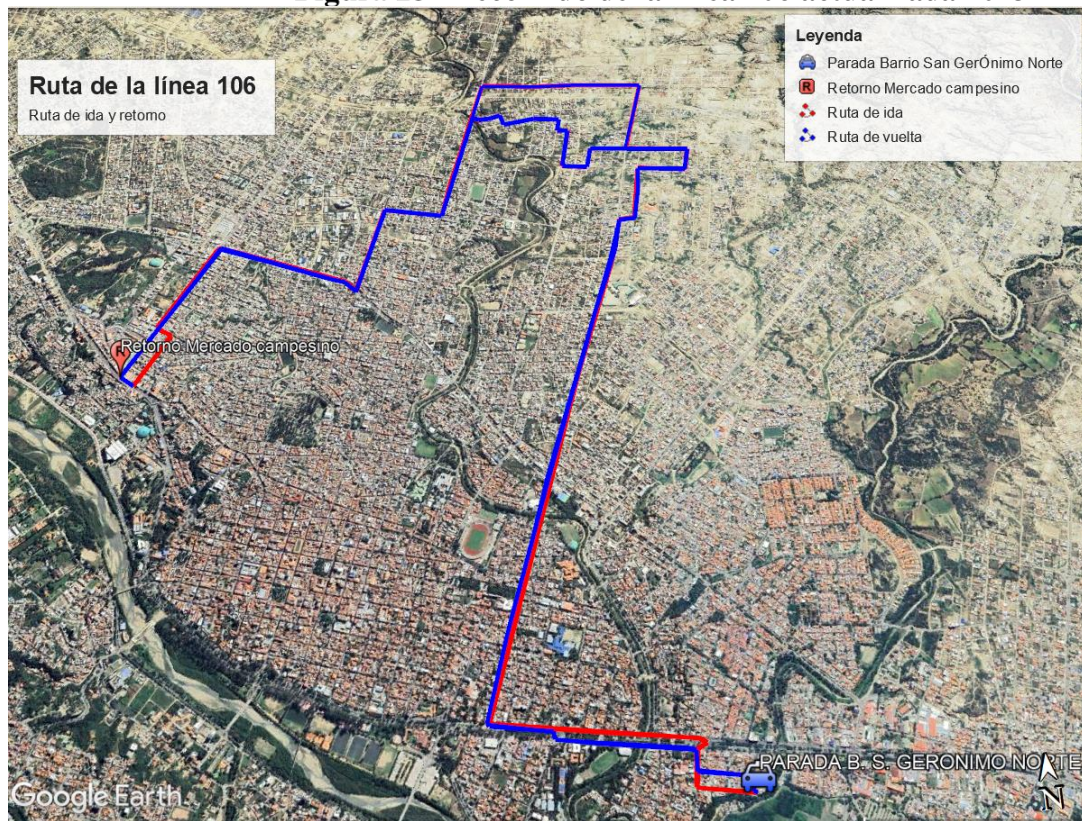 Ruta de la línea 106
Ruta de ida y retorno
Leyenda
Parada Barrio San GerÓnimo Norte
R Retorno Mercado campesino
Ruta de ida
Ruta de vuelta
R
Retorno Mercado campesino
PARADA B. S. GERONIMO NORTE
Google Earth
N